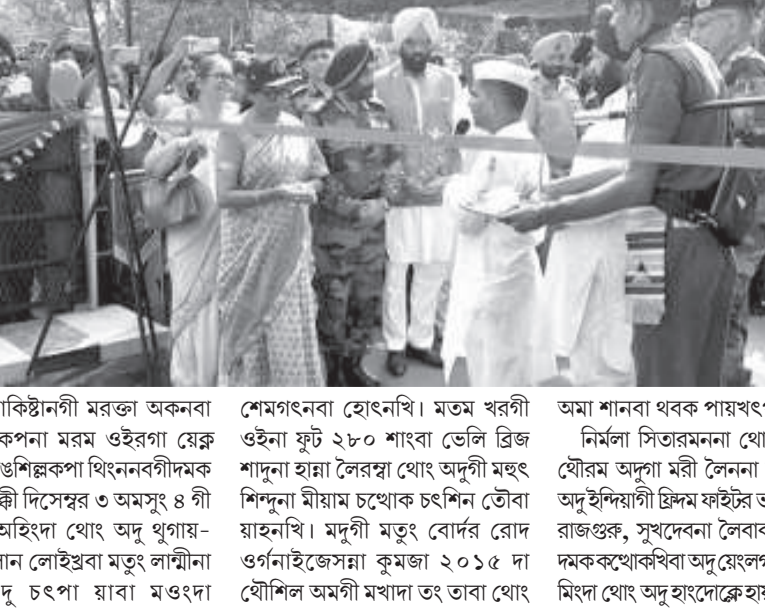 কিষ্টানগী মরক্তা অকনবা
কপনা মরম ওইরগা য়েক্ন
ঙশিল্লকপা থিংননবগীদমক
ক্কী দিসেম্বর ৩ অমসুং ৪ গী
অহিংদা থোং অদু থুগায়-
লোইখ্রবা মতুং লান্মীনা
দু চৎপা য়াবা মওংদা
শেমগৎনবা হোৎনখি। মতম খরগী
ওইনা ফুট ২৮০ শাংবা ভেলি ব্রিজ
শাদুনা হান্না লৈরম্বা থোং অদুগী মহুৎ
শিন্দুনা মীয়াম চত্থোক চৎশিন তৌবা
য়াহনখি। মদুগী মতুং বোর্দর রোদ
ওর্গনাইজেসন্না কুমজা ২০১৫ দা
থৌশিল অমগী মখাদা তং তাবা থোং
অমা শানবা থবক পায়খৎ
নির্মলা সিতারমননা থো
থৌরম অদুগা মরী লৈননা
অদু ইন্দিয়াগী ফ্রিদম ফাইটর ভ
রাজগুরু, সুখদেবনা লৈবাক
দমক কত্থোকখিবা অদু য়েংলগ
মিংদা থোং অদু হাংদোক্লে হায়